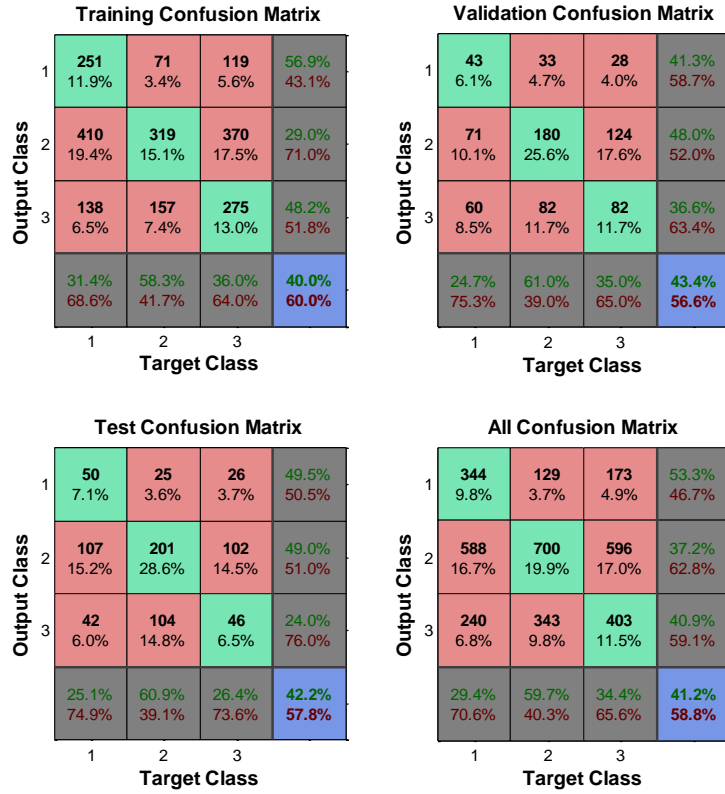 Training Confusion Matrix
Output Class
1
251 71 119 56.9%
11.9% 3.4% 5.6% 43.1%
2
410 319 370 29.0%
19.4% 15.1% 17.5% 71.0%
3
138 157 275 48.2%
6.5% 7.4% 13.0% 51.8%
31.4% 58.3% 36.0% 40.0%
68.6% 41.7% 64.0% 60.0%
1 2 3
Target Class
Validation Confusion Matrix
Output Class
1
43 33 28 41.3%
6.1% 4.7% 4.0% 58.7%
2
71 180 124 48.0%
10.1% 25.6% 17.6% 52.0%
3
60 82 82 36.6%
8.5% 11.7% 11.7% 63.4%
24.7% 61.0% 35.0% 43.4%
75.3% 39.0% 65.0% 56.6%
1 2 3
Target Class
Test Confusion Matrix
Output Class
1
50 25 26 49.5%
7.1% 3.6% 3.7% 50.5%
2
107 201 102 49.0%
15.2% 28.6% 14.5% 51.0%
3
42 104 46 24.0%
6.0% 14.8% 6.5% 76.0%
25.1% 60.9% 26.4% 42.2%
74.9% 39.1% 73.6% 57.8%
1 2 3
Target Class
All Confusion Matrix
Output Class
1
344 129 173 53.3%
9.8% 3.7% 4.9% 46.7%
2
588 700 596 37.2%
16.7% 19.9% 17.0% 62.8%
3
240 343 403 40.9%
6.8% 9.8% 11.5% 59.1%
29.4% 59.7% 34.4% 41.2%
70.6% 40.3% 65.6% 58.8%
1 2 3
Target Class